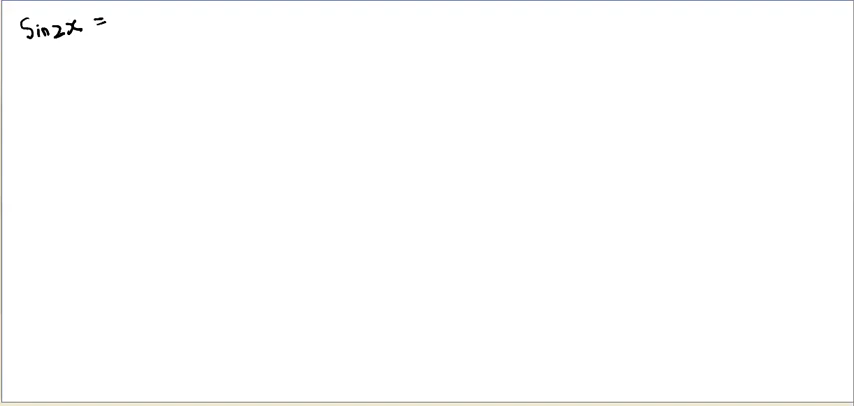 Sin2x =